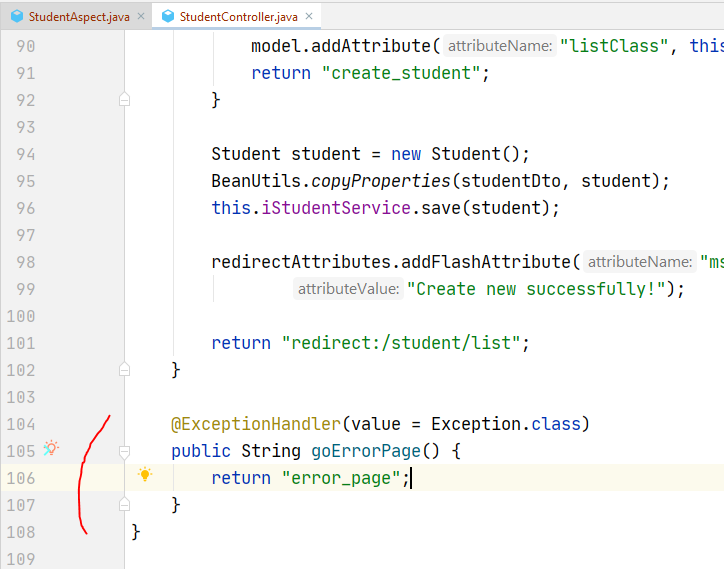 StudentAspect.java × StudentController.java ×
90 model.addAttribute( attributeName: "listClass", this
91 return "create_student";
92 }
93
94 Student student = new Student();
95 BeanUtils.copyProperties(studentDto, student);
96 this.iStudentService.save(student);
97
98 redirectAttributes.addFlashAttribute( attributeName: "ms
99 attributeValue: "Create new successfully!");
100
101 return "redirect:/student/list";
102 }
103
104 @ExceptionHandler(value = Exception.class)
105 public String goErrorPage() {
106 return "error_page";
107 }
108 }
109